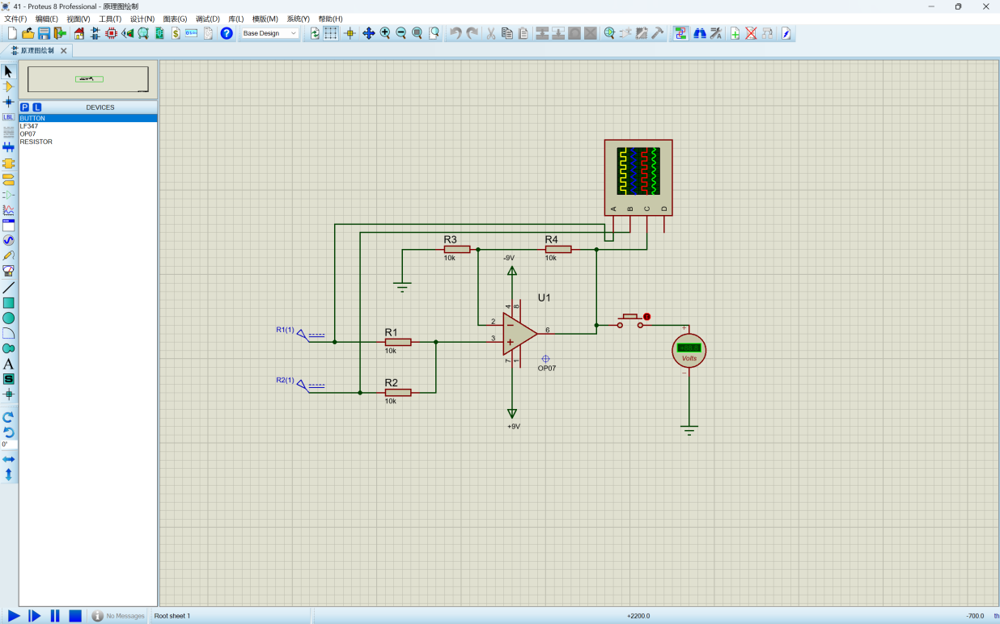 41 - Proteus 8 Professional - 原理图绘制
文件(F) 编辑(E) 视图(V) 工具(T) 设计(N) 图表(G) 调试(D) 库(L) 模版(M) 系统(Y) 帮助(H)
Base Design
原理图绘制
P L DEVICES
BUTTON
LF347
OP07
RESISTOR
LBL
A
S
0°
A B C D
R3
10k
R4
10k
-9V
U1
4 8
2
3
6
7 1
OP07
+9V
R1(1)
R1
10k
R2(1)
R2
10k
+
Volts
No Messages
Root sheet 1
+2200.0
-700.0
th